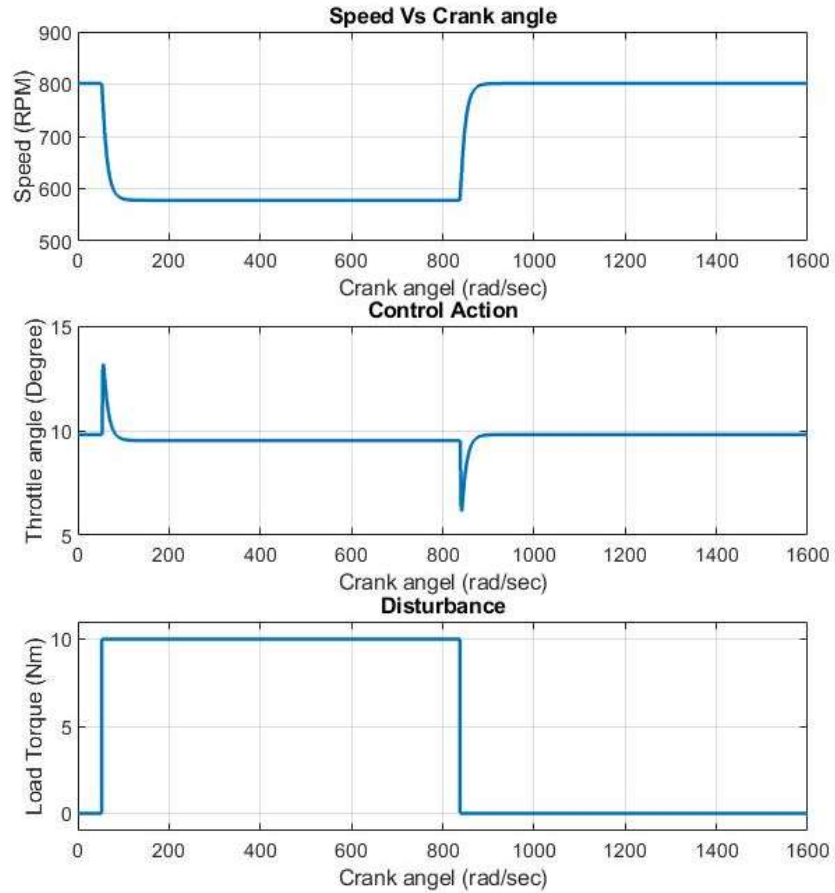 Speed Vs Crank angle
900
800
700
600
500
Speed (RPM)
0 200 400 600 800 1000 1200 1400 1600
Crank angel (rad/sec)
Control Action
15
10
5
Throttle angle (Degree)
0 200 400 600 800 1000 1200 1400 1600
Crank angel (rad/sec)
Disturbance
10
5
0
Load Torque (Nm)
0 200 400 600 800 1000 1200 1400 1600
Crank angel (rad/sec)